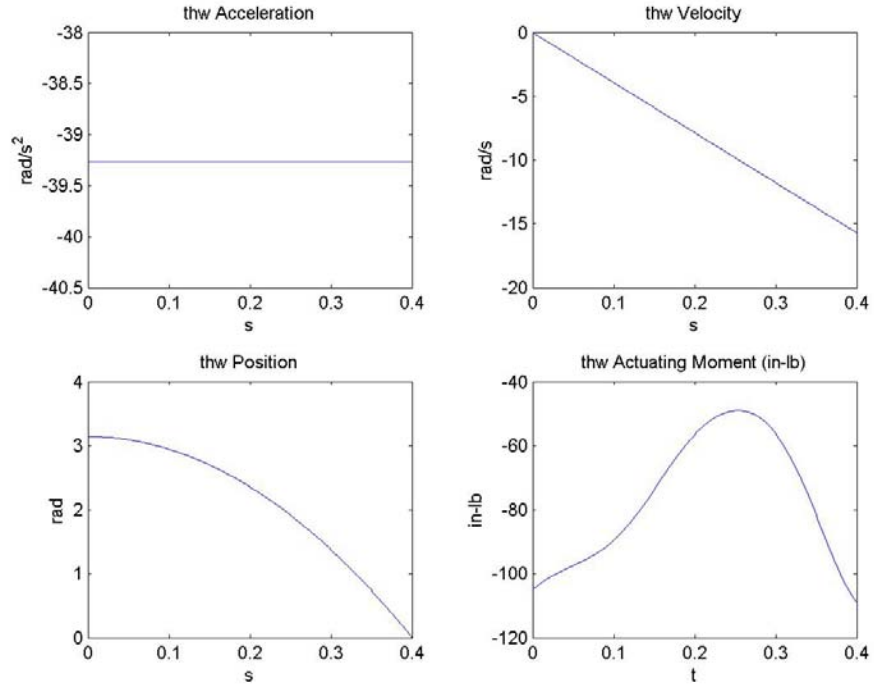 thw Acceleration
-38
-38.5
-39
-39.5
-40
-40.5
rad/s²
0 0.1 0.2 0.3 0.4
s
thw Velocity
0
-5
-10
-15
-20
rad/s
0 0.1 0.2 0.3 0.4
s
thw Position
4
3
2
1
0
rad
0 0.1 0.2 0.3 0.4
s
thw Actuating Moment (in-lb)
-40
-60
-80
-100
-120
in-lb
0 0.1 0.2 0.3 0.4
t